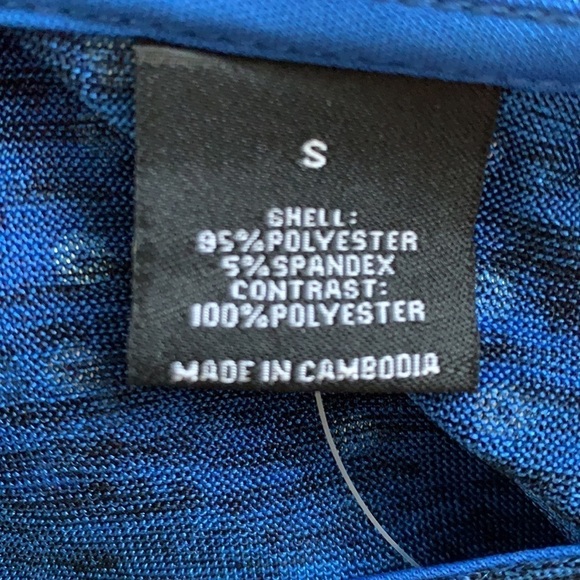 S
SHELL:
95%POLYESTER
5%SPANDEX
CONTRAST:
100%POLYESTER
MADE IN CAMBODIA